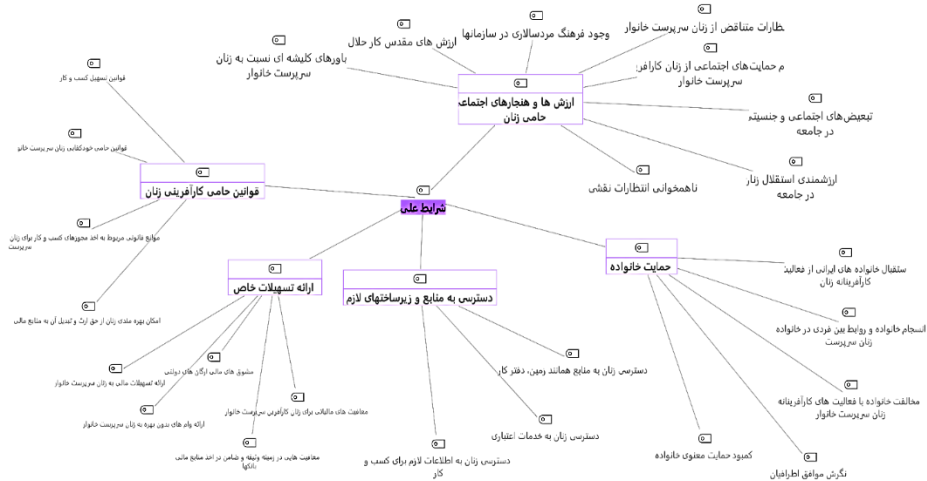 نظارات متناقض از زنان سرپرست خانوار
وجود فرهنگ مردسالاری در سازمانها
ارزش های مقدس کار حلال
باورهای کلیشه ای نسبت به زنان
سرپرست خانوار
م حمایت‌های اجتماعی از زنان کارافری
سرپرست خانوار
تبعیض‌های اجتماعی و جنسیتی
در جامعه
ارزشمندی استقلال زنان
در جامعه
ناهمخوانی انتظارات نقشی
ارزش ها و هنجارهای اجتماعی
حامی زنان
قوانین تسهیل کسب و کار
قوانین حامی خودکفایی زنان سرپرست خانو
قوانین حامی کارآفرینی زنان
موانع قانونی مربوط به اخذ مجوزهای کسب و کار برای زنان
سرپرست
امکان بهره مندی زنان از حق ارث و تبدیل آن به منابع مالی
شرایط علی
ارائه تسهیلات خاص
مشوق های مالی ارگان های دولتی
ارائه تسهیلات مالی به زنان سرپرست خانوار
ارائه وام های بدون بهره به زنان سرپرست خانوار
معافیت های مالیاتی برای زنان کارآفرین سرپرست خانوار
معافیت هایی در زمینه وثیقه و ضامن در اخذ منابع مالی
بانکها
دسترسی به منابع و زیرساختهای لازم
دسترسی زنان به منابع همانند زمین، دفتر کار
دسترسی زنان به خدمات اعتباری
دسترسی زنان به اطلاعات لازم برای کسب و
کار
حمایت خانواده
ستقبال خانواده های ایرانی از فعالیت
کارآفرینانه زنان
انسجام خانواده و روابط بین فردی در خانواده
زنان سرپرست
مخالفت خانواده با فعالیت های کارآفرینانه
زنان سرپرست خانوار
کمبود حمایت معنوی خانواده
نگرش موافق اطرافیان